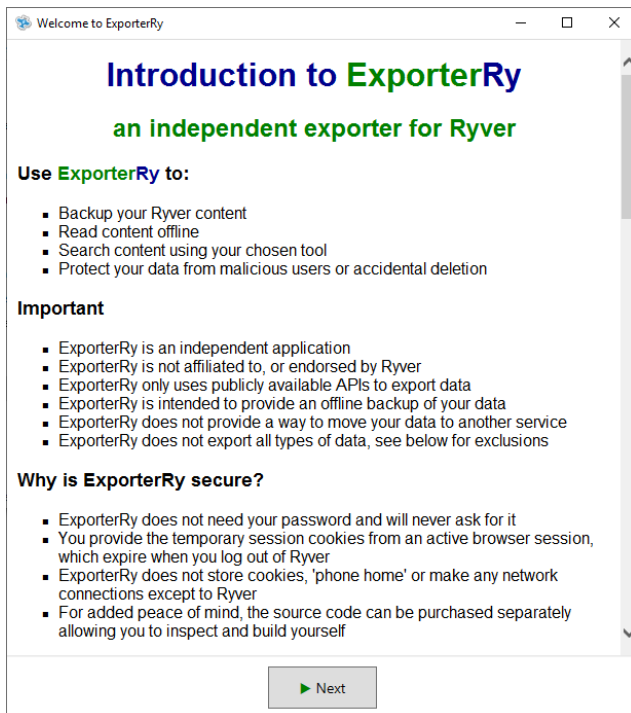 Welcome to ExporterRy
Introduction to ExporterRy
an independent exporter for Ryver
Use ExporterRy to:
Backup your Ryver content
Read content offline
Search content using your chosen tool
Protect your data from malicious users or accidental deletion
Important
ExporterRy is an independent application
ExporterRy is not affiliated to, or endorsed by Ryver
ExporterRy only uses publicly available APIs to export data
ExporterRy is intended to provide an offline backup of your data
ExporterRy does not provide a way to move your data to another service
ExporterRy does not export all types of data, see below for exclusions
Why is ExporterRy secure?
ExporterRy does not need your password and will never ask for it
You provide the temporary session cookies from an active browser session,
which expire when you log out of Ryver
ExporterRy does not store cookies, 'phone home' or make any network
connections except to Ryver
For added peace of mind, the source code can be purchased separately
allowing you to inspect and build yourself
Next